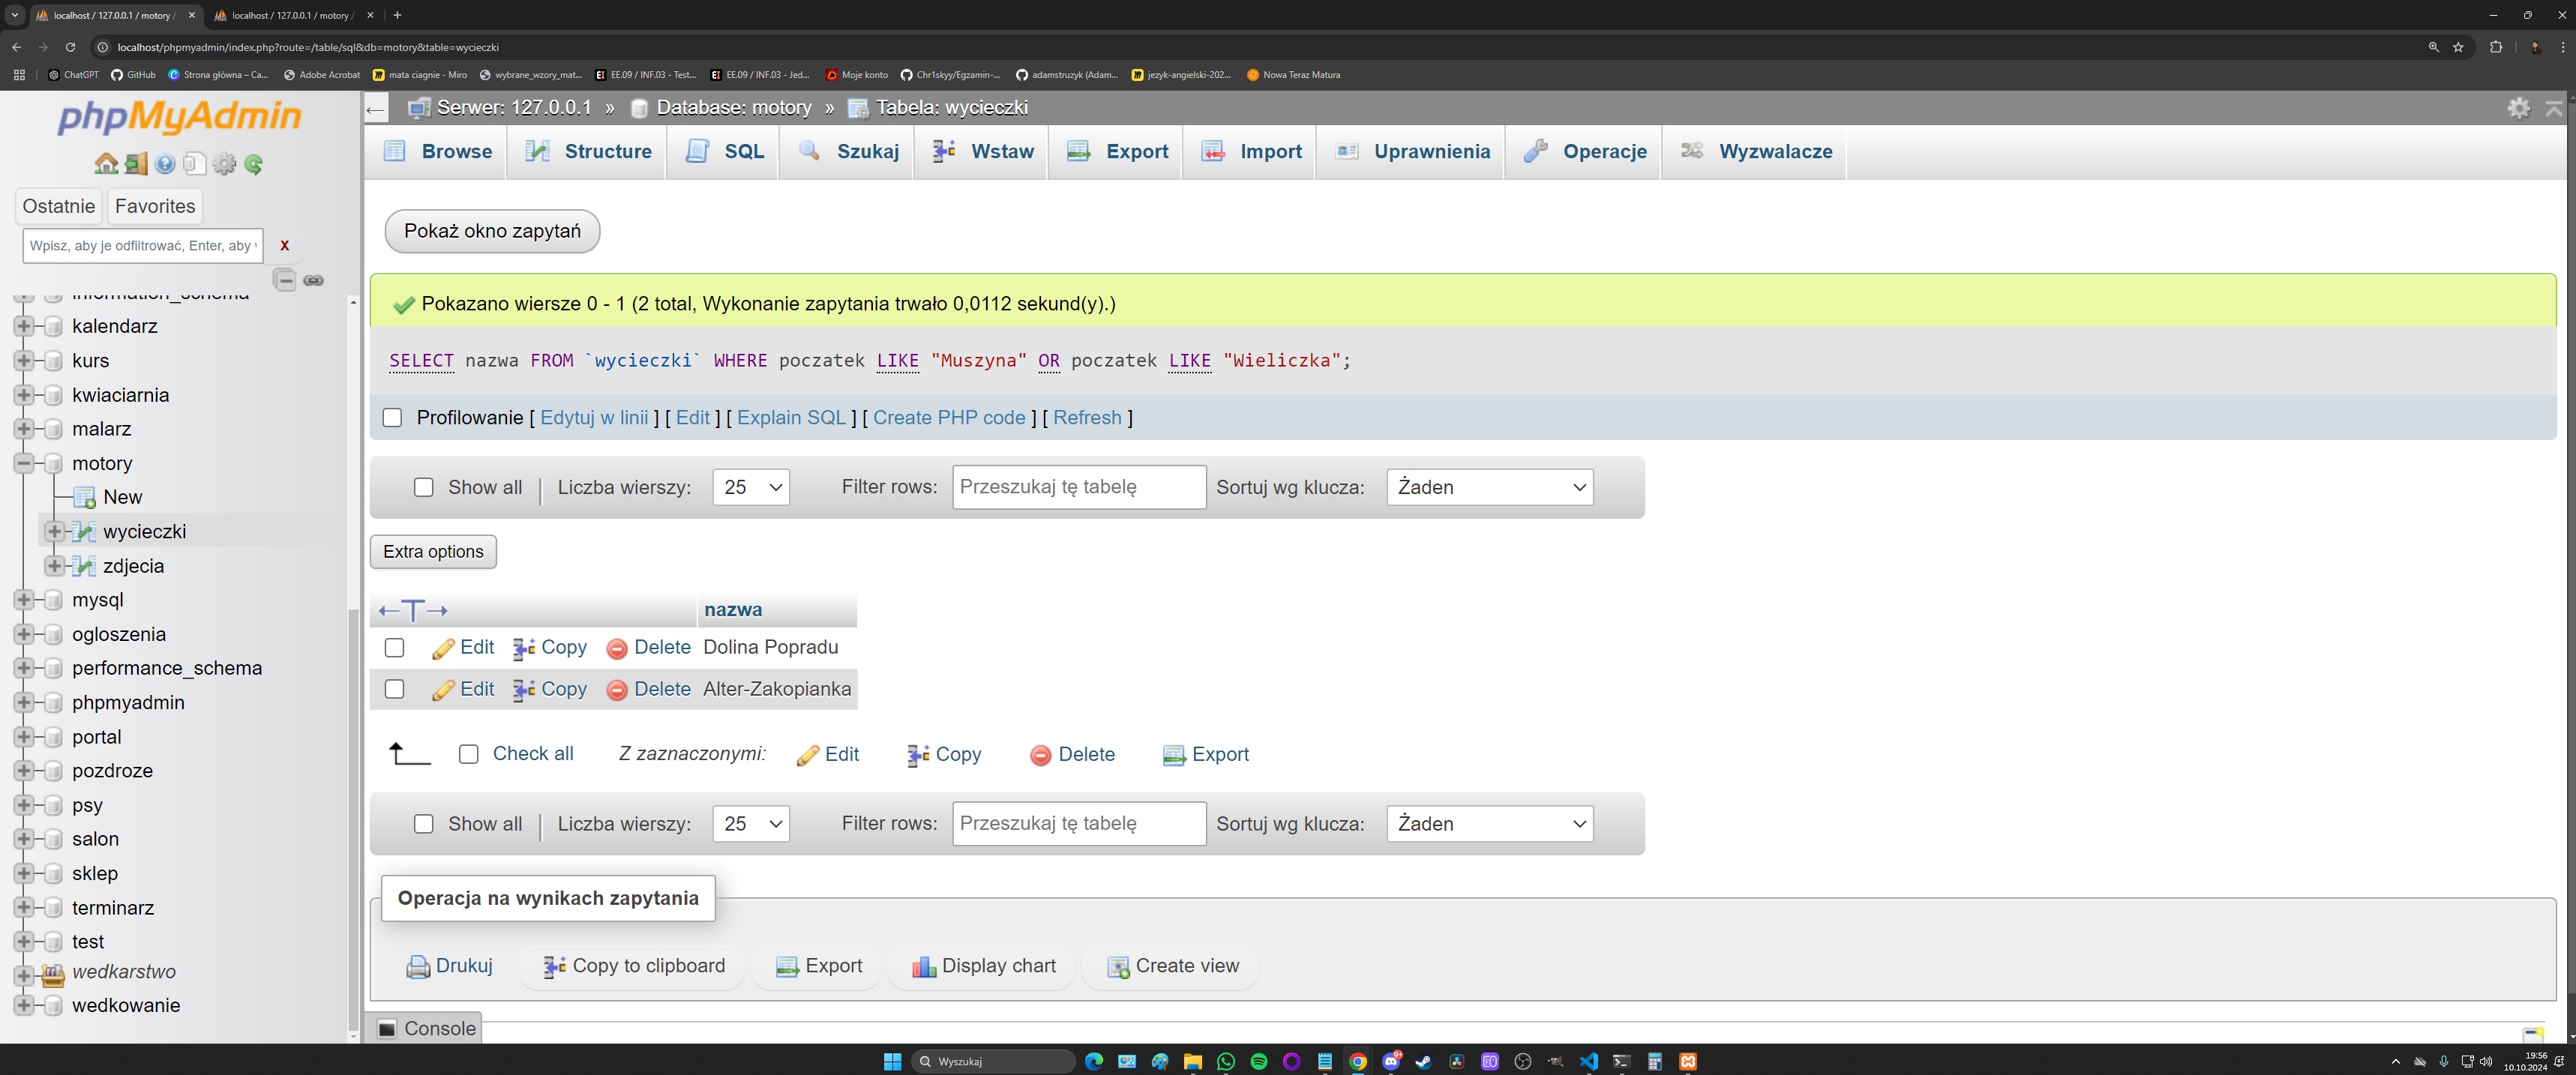 localhost / 127.0.0.1 / motory /
localhost / 127.0.0.1 / motory /
localhost/phpmyadmin/index.php?route=/table/sql&db=motory&table=wycieczki
ChatGPT GitHub Strona główna – Ca... Adobe Acrobat mata ciagnie - Miro wybrane_wzory_mat... EE.09 / INF.03 - Test... EE.09 / INF.03 - Jed... Moje konto Chr1skyy/Egzamin-... adamstruzyk (Adam... jezyk-angielski-202... Nowa Teraz Matura
phpMyAdmin
Ostatnie Favorites
Wpisz, aby je odfiltrować, Enter, aby
X
information_schema
kalendarz
kurs
kwiaciarnia
malarz
motory
New
wycieczki
zdjecia
mysql
ogloszenia
performance_schema
phpmyadmin
portal
pozdroze
psy
salon
sklep
terminarz
test
wedkarstwo
wedkowanie
Serwer: 127.0.0.1 » Database: motory » Tabela: wycieczki
Browse Structure SQL Szukaj Wstaw Export Import Uprawnienia Operacje Wyzwalacze
Pokaż okno zapytań
Pokazano wiersze 0 - 1 (2 total, Wykonanie zapytania trwało 0,0112 sekund(y).)
SELECT nazwa FROM `wycieczki` WHERE poczatek LIKE "Muszyna" OR poczatek LIKE "Wieliczka";
Profilowanie [ Edytuj w linii ] [ Edit ] [ Explain SQL ] [ Create PHP code ] [ Refresh ]
Show all | Liczba wierszy: 25 Filter rows: Przeszukaj tę tabelę Sortuj wg klucza: Żaden
Extra options
←T→ nazwa
Edit Copy Delete Dolina Popradu
Edit Copy Delete Alter-Zakopianka
Check all Z zaznaczonymi: Edit Copy Delete Export
Show all | Liczba wierszy: 25 Filter rows: Przeszukaj tę tabelę Sortuj wg klucza: Żaden
Operacja na wynikach zapytania
Drukuj Copy to clipboard Export Display chart Create view
Console
Wyszukaj
9+
19:56
10.10.2024